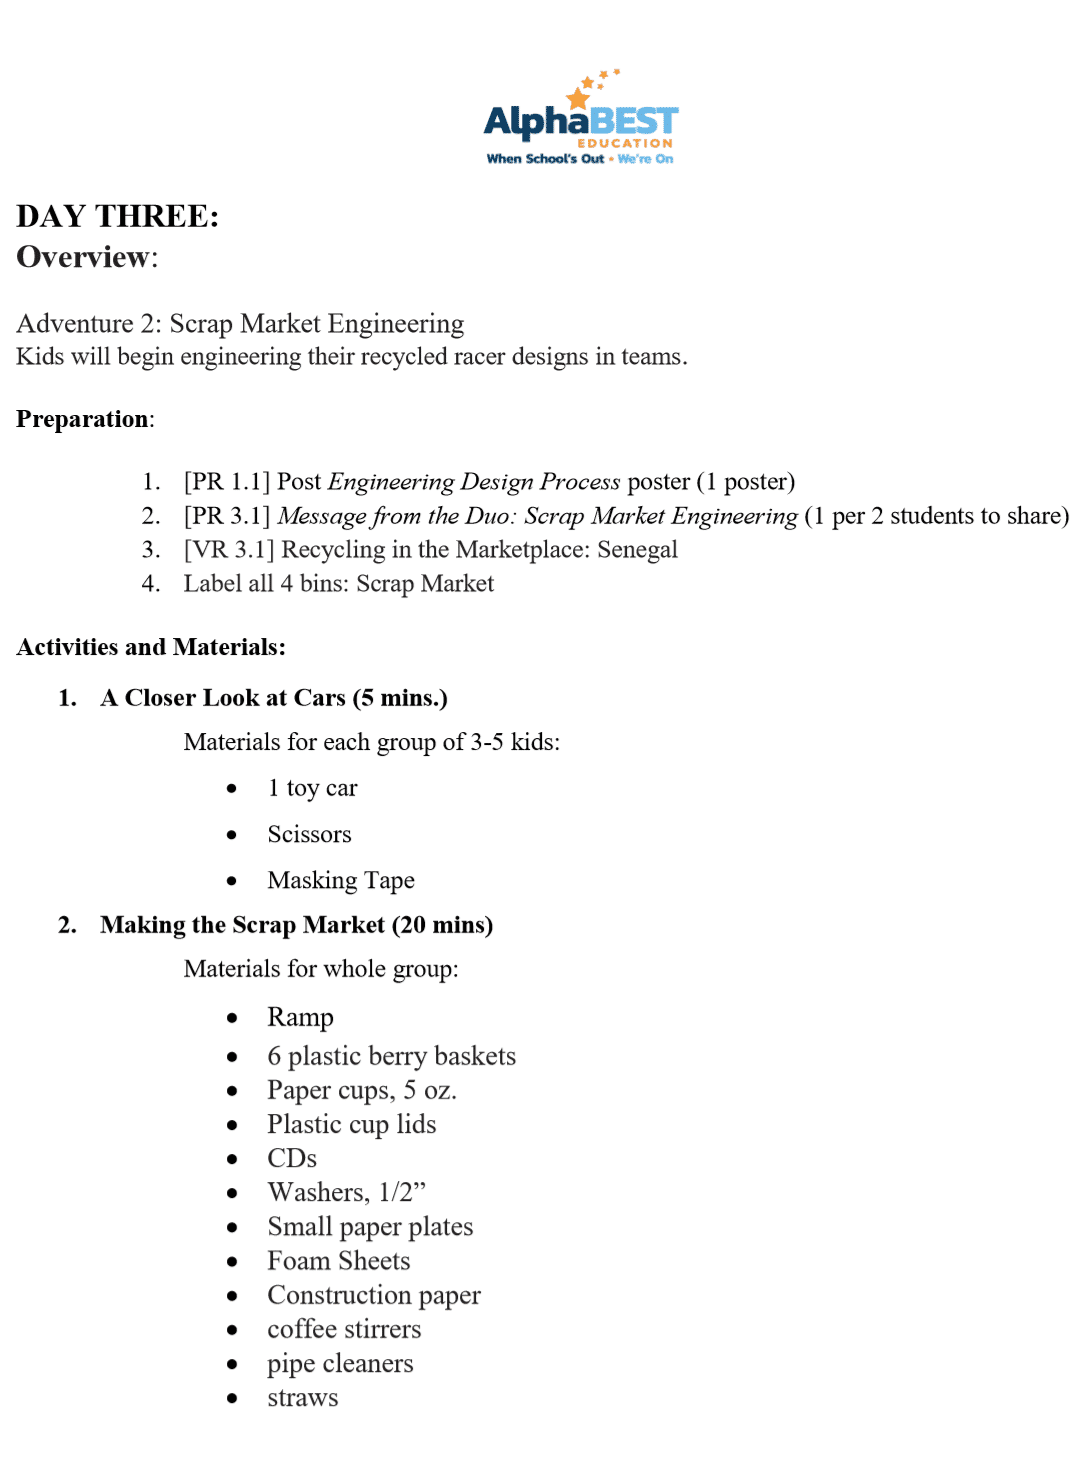 AlphaBEST
EDUCATION
When School's Out • We're On
DAY THREE:
Overview:
Adventure 2: Scrap Market Engineering
Kids will begin engineering their recycled racer designs in teams.
Preparation:
1. [PR 1.1] Post Engineering Design Process poster (1 poster)
2. [PR 3.1] Message from the Duo: Scrap Market Engineering (1 per 2 students to share)
3. [VR 3.1] Recycling in the Marketplace: Senegal
4. Label all 4 bins: Scrap Market
Activities and Materials:
1. A Closer Look at Cars (5 mins.)
Materials for each group of 3-5 kids:
• 1 toy car
• Scissors
• Masking Tape
2. Making the Scrap Market (20 mins)
Materials for whole group:
• Ramp
• 6 plastic berry baskets
• Paper cups, 5 oz.
• Plastic cup lids
• CDs
• Washers, 1/2”
• Small paper plates
• Foam Sheets
• Construction paper
• coffee stirrers
• pipe cleaners
• straws